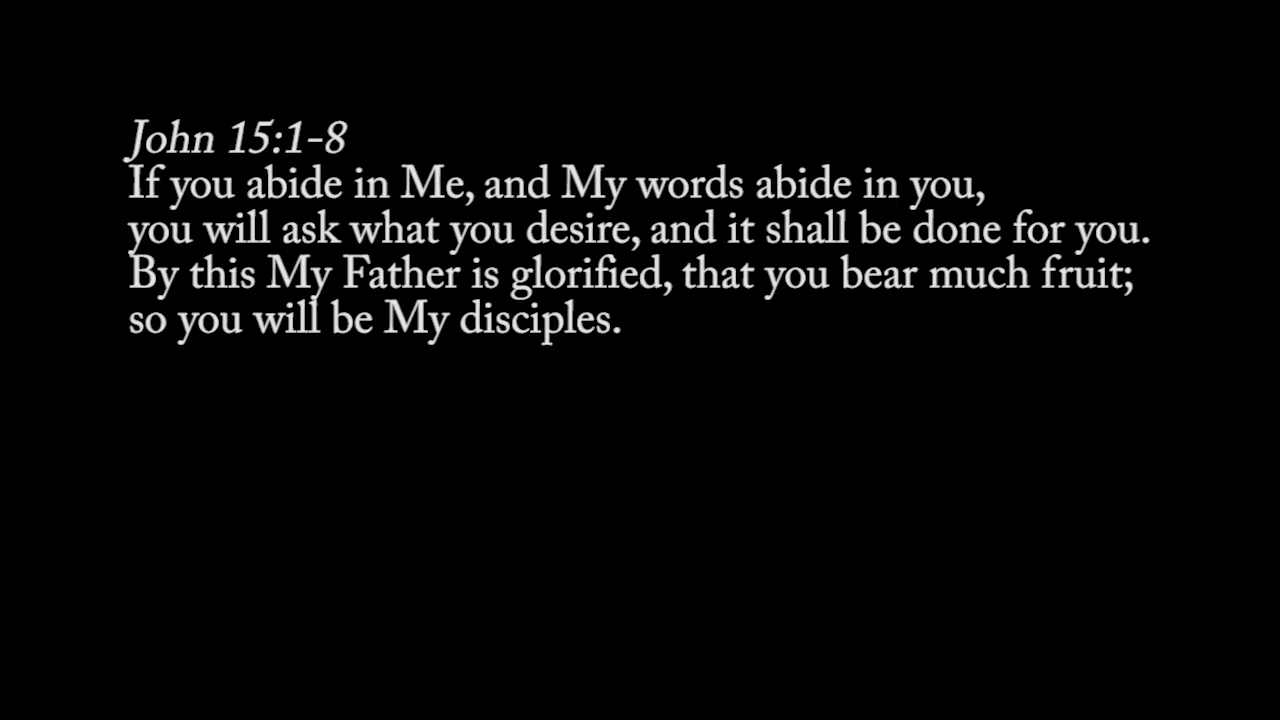 John 15:1-8
If you abide in Me, and My words abide in you,
you will ask what you desire, and it shall be done for you.
By this My Father is glorified, that you bear much fruit;
so you will be My disciples.